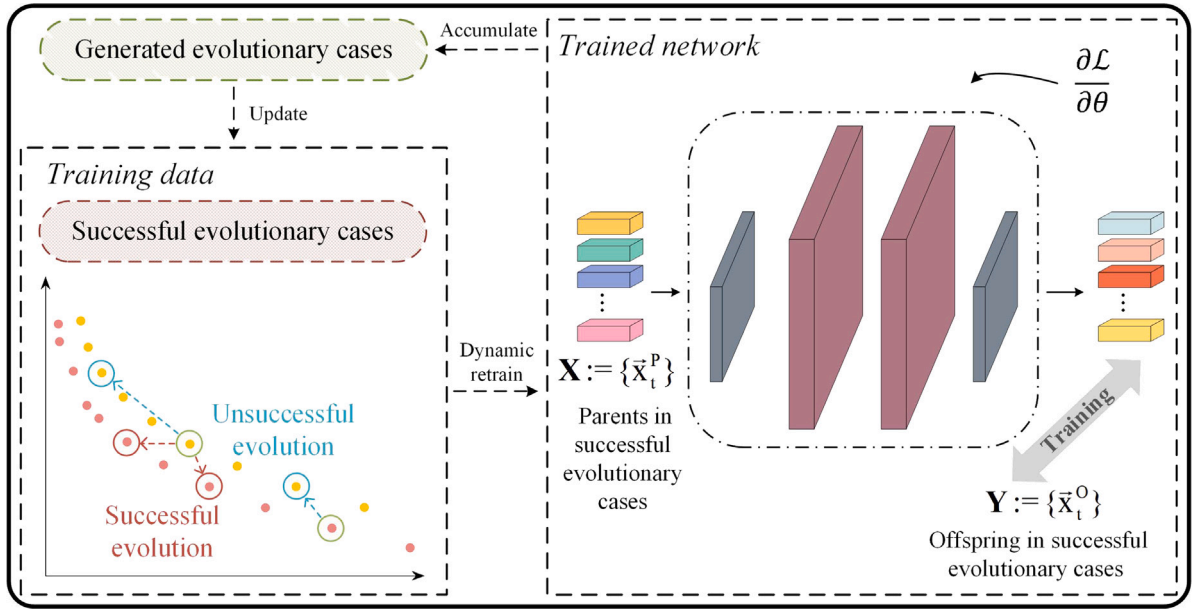 Generated evolutionary cases
Accumulate
Update
Training data
Successful evolutionary cases
Unsuccessful
evolution
Successful
evolution
Dynamic
retrain
Trained network
∂ℒ
∂θ
⋮
⋮
X := {x⃗ₜᴾ}
Parents in
successful
evolutionary
cases
Training
Y := {x⃗ₜᴼ}
Offspring in successful
evolutionary cases